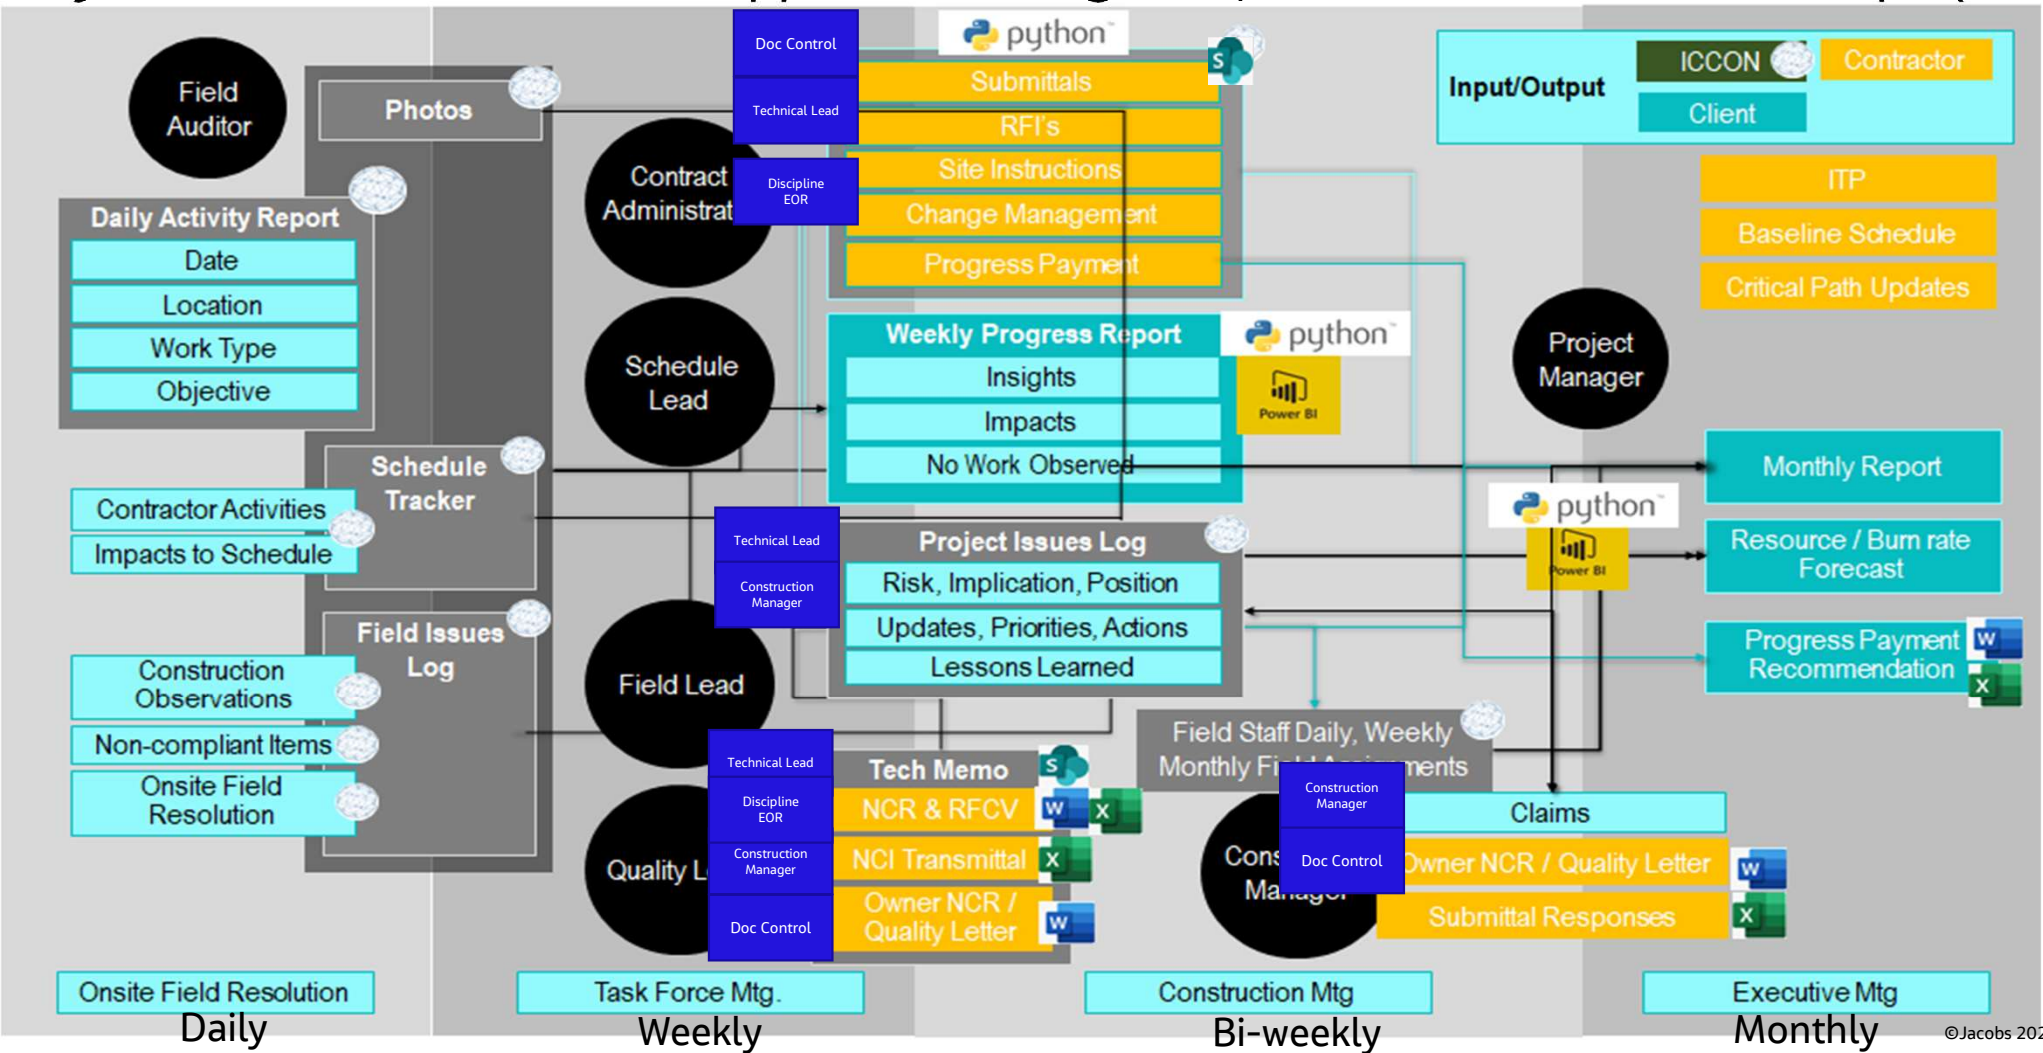 Field
Auditor
Photos
Daily Activity Report
Date
Location
Work Type
Objective
Schedule
Tracker
Contractor Activities
Impacts to Schedule
Field Issues
Log
Construction
Observations
Non-compliant Items
Onsite Field
Resolution
Onsite Field Resolution
Daily
Contract
Schedule
Lead
Field Lead
Quality
Doc Control
Technical Lead
Discipline
EOR
python™
S
Submittals
RFI's
Site Instructions
Change Management
Progress Payment
Weekly Progress Report
Insights
Impacts
No Work Observed
python™
Power BI
Technical Lead
Construction
Manager
Project Issues Log
Risk, Implication, Position
Updates, Priorities, Actions
Lessons Learned
Technical Lead
Discipline
EOR
Construction
Manager
Doc Control
Tech Memo
S
NCR & RFCV
W X
NCI Transmittal
X
Owner NCR /
Quality Letter
W
Task Force Mtg.
Weekly
Field Staff Daily, Weekly
Monthly
Construction
Manager
Doc Control
Claims
Owner NCR / Quality Letter
W
Submittal Responses
X
Construction Mtg
Bi-weekly
Input/Output
ICCON
Contractor
Client
ITP
Baseline Schedule
Critical Path Updates
Project
Manager
Monthly Report
python™
Power BI
Resource / Burn rate
Forecast
Progress Payment
Recommendation
W
X
Executive Mtg
Monthly
©Jacobs